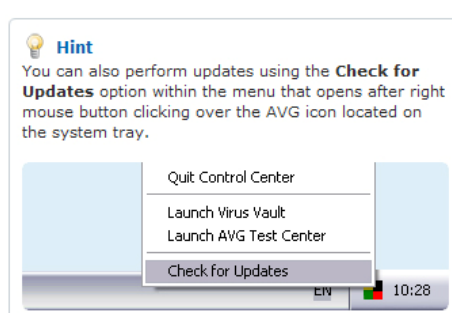 Hint
You can also perform updates using the Check for
Updates option within the menu that opens after right
mouse button clicking over the AVG icon located on
the system tray.
Quit Control Center
Launch Virus Vault
Launch AVG Test Center
Check for Updates
EN 10:28